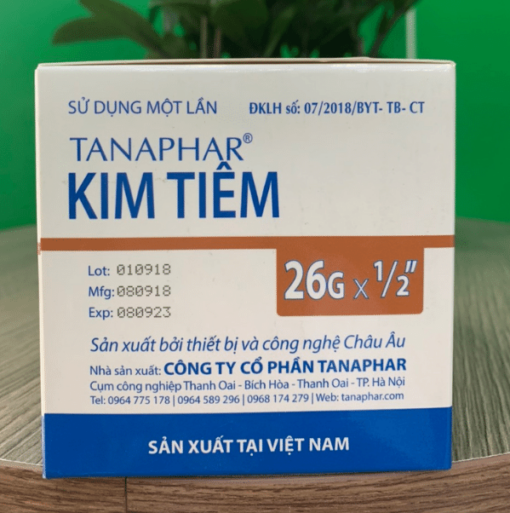 SỬ DỤNG MỘT LẦN ĐKLH số: 07/2018/BYT- TB- CT
TANAPHAR®
KIM TIÊM
Lot: 010918
Mfg: 080918
Exp: 080923
26G x 1/2"
Sản xuất bởi thiết bị và công nghệ Châu Âu
Nhà sản xuất: CÔNG TY CỔ PHẦN TANAPHAR
Cụm công nghiệp Thanh Oai - Bích Hòa - Thanh Oai - TP. Hà Nội
Tel: 0964 775 178 | 0964 589 296 | 0968 174 279 | Web: tanaphar.com
SẢN XUẤT TẠI VIỆT NAM